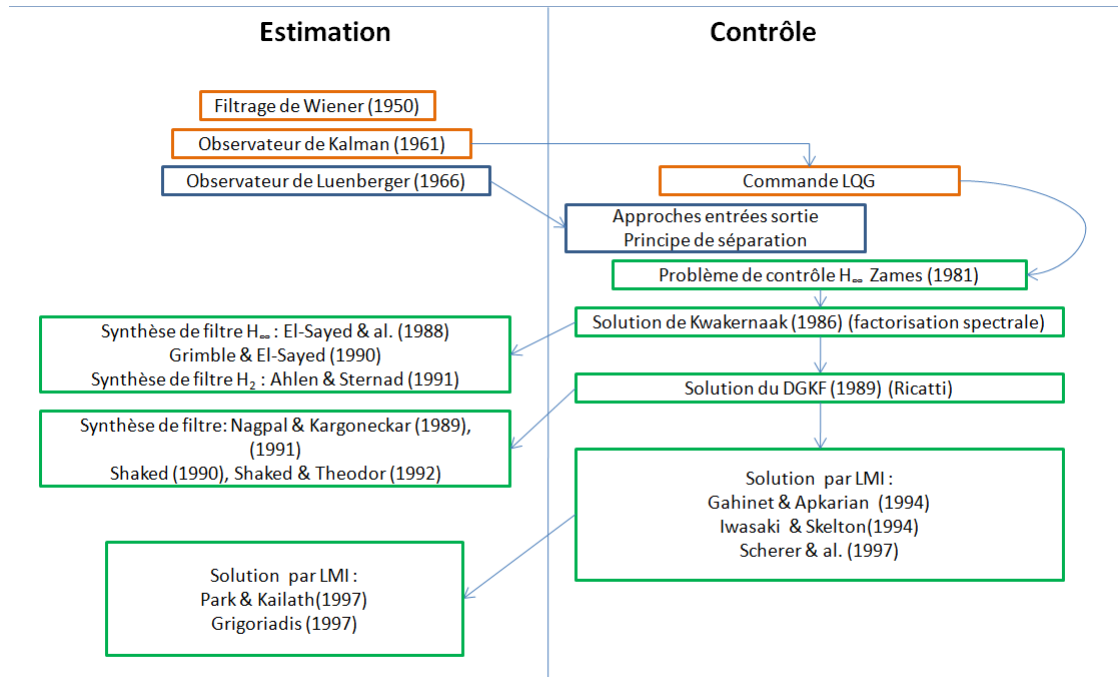 Estimation
Contrôle
Filtrage de Wiener (1950)
Observateur de Kalman (1961)
Observateur de Luenberger (1966)
Commande LQG
Approches entrées sortie
Principe de séparation
Problème de contrôle H∞ Zames (1981)
Solution de Kwakernaak (1986) (factorisation spectrale)
Synthèse de filtre H∞ : El-Sayed & al. (1988)
Grimble & El-Sayed (1990)
Synthèse de filtre H₂ : Ahlen & Sternad (1991)
Solution du DGKF (1989) (Ricatti)
Synthèse de filtre: Nagpal & Kargoneckar (1989),
(1991)
Shaked (1990), Shaked & Theodor (1992)
Solution par LMI :
Gahinet & Apkarian (1994)
Iwasaki & Skelton(1994)
Scherer & al. (1997)
Solution par LMI :
Park & Kailath(1997)
Grigoriadis (1997)